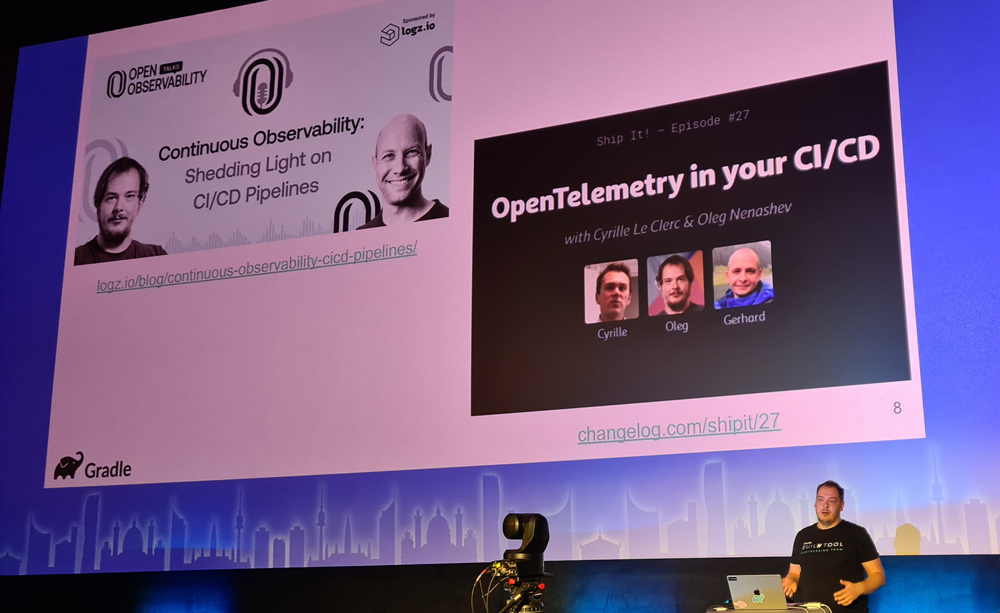 Sponsored by
logz.io
OPEN TALKS
OBSERVABILITY
Continuous Observability:
Shedding Light on
CI/CD Pipelines
logz.io/blog/continuous-observability-cicd-pipelines/
Ship It! – Episode #27
OpenTelemetry in your CI/CD
with Cyrille Le Clerc & Oleg Nenashev
Cyrille
Oleg
Gerhard
changelog.com/shipit/27
8
Gradle
BUILD TOOL
ENGINEERING TEAM